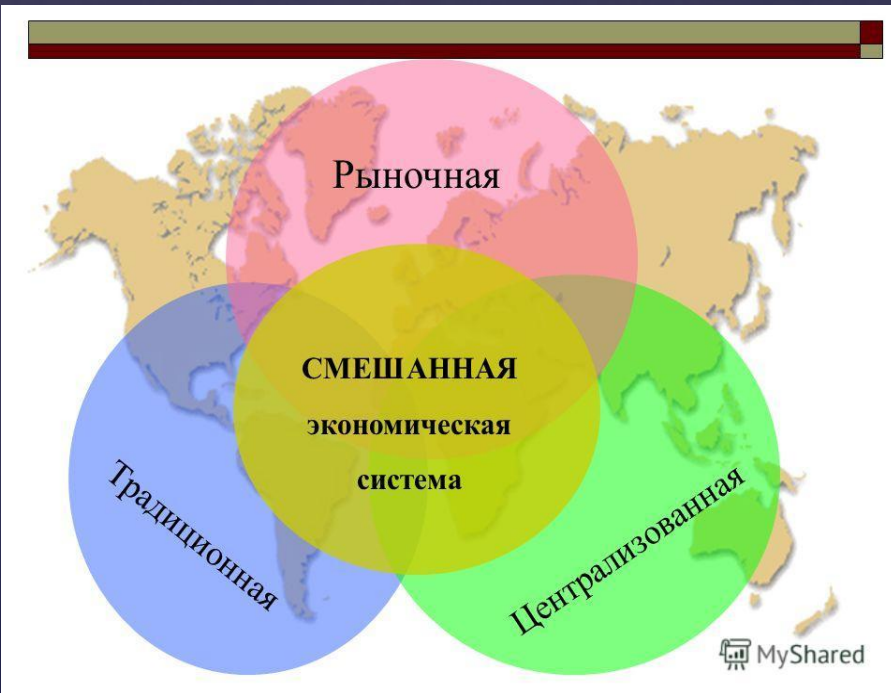 Рыночная
СМЕШАННАЯ
экономическая
система
Традиционная
Централизованная
MyShared